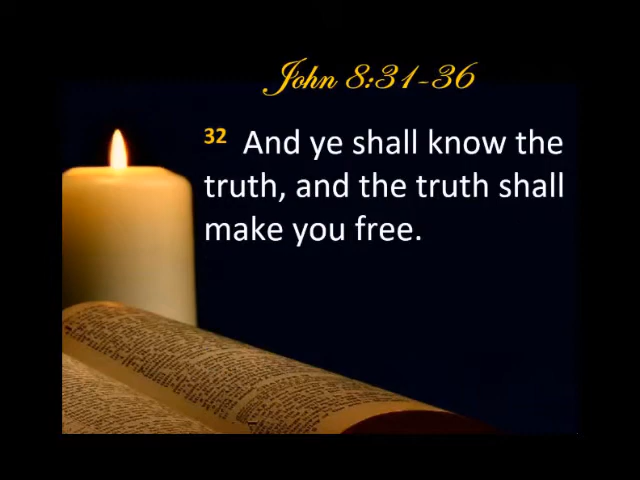 John 8:31-36
32 And ye shall know the
truth, and the truth shall
make you free.